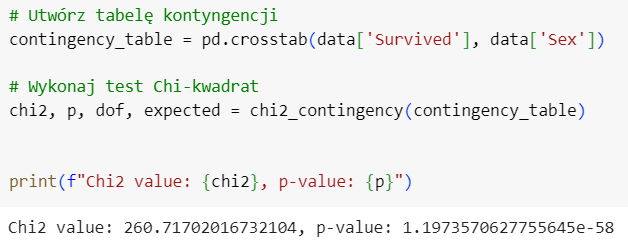 # Utwórz tabelę kontyngencji
contingency_table = pd.crosstab(data['Survived'], data['Sex'])
# Wykonaj test Chi-kwadrat
chi2, p, dof, expected = chi2_contingency(contingency_table)
print(f"Chi2 value: {chi2}, p-value: {p}")
Chi2 value: 260.71702016732104, p-value: 1.1973570627755645e-58